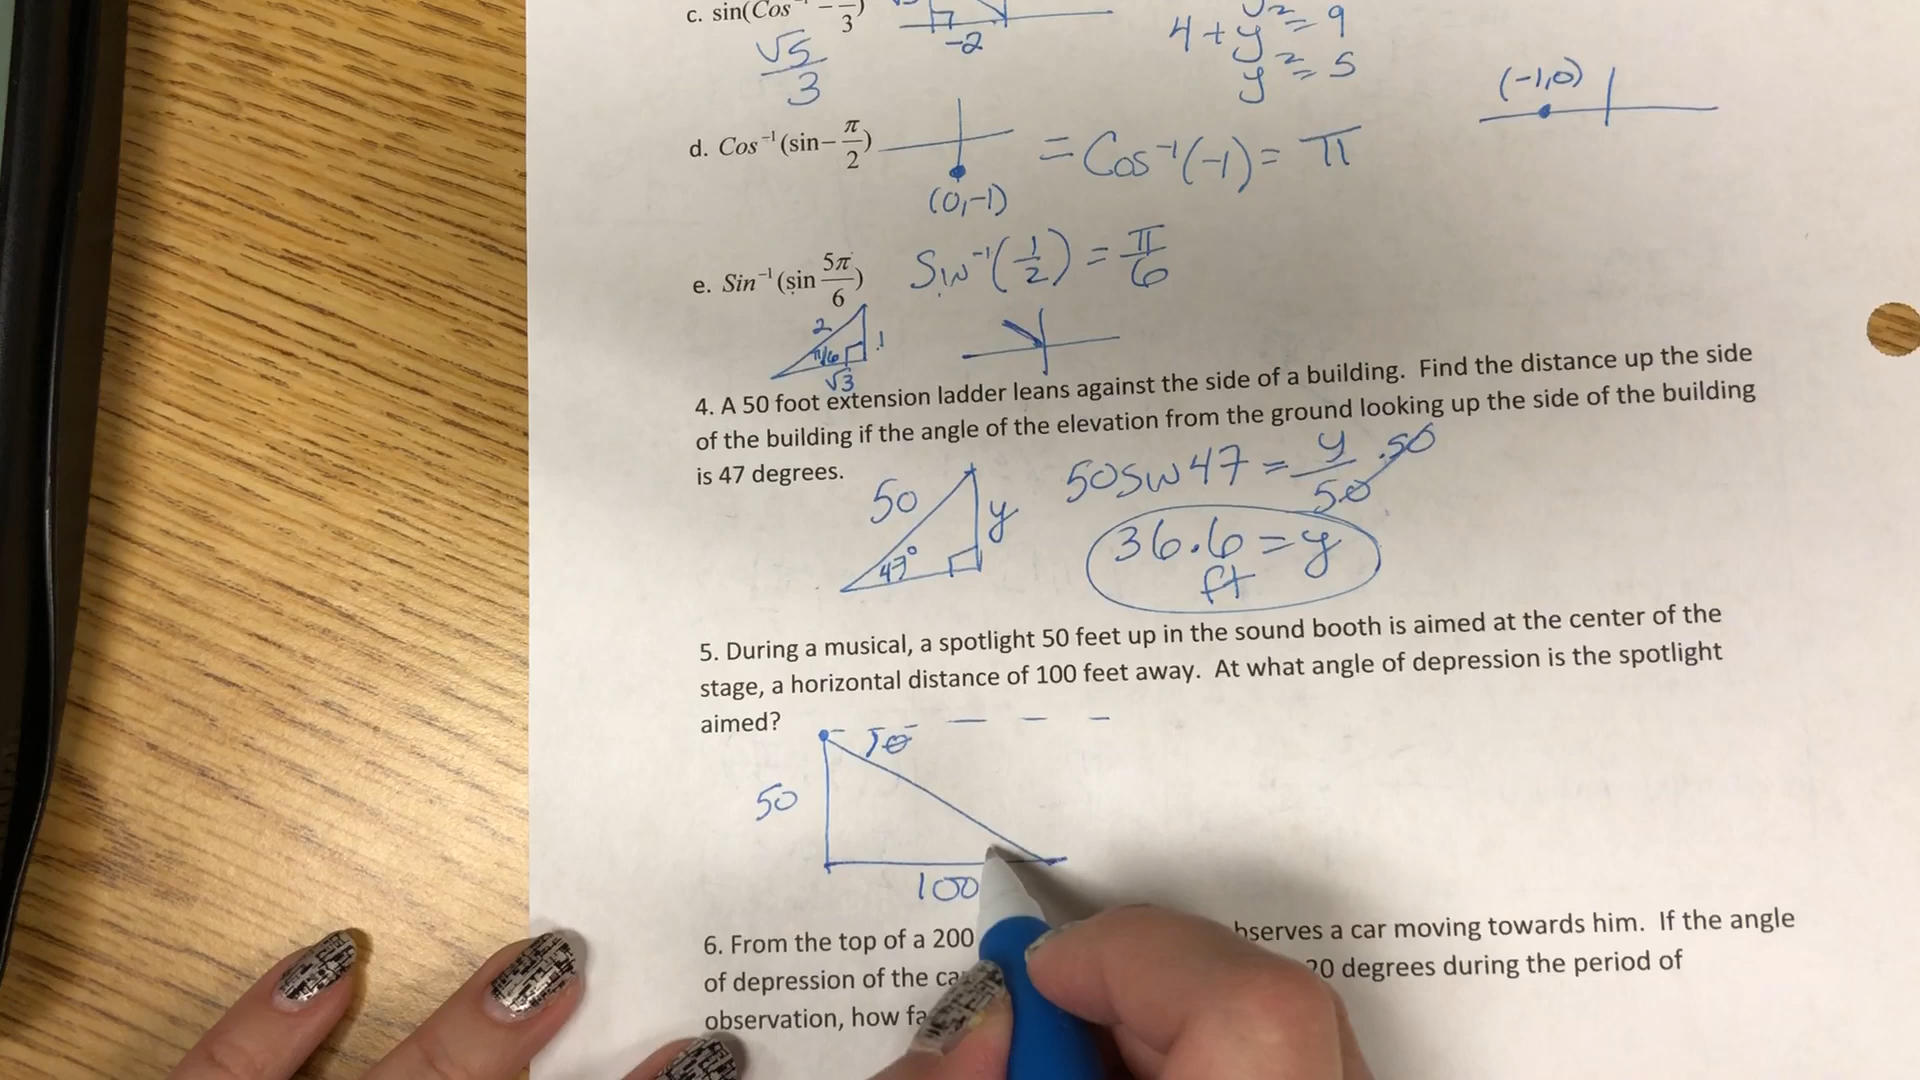 c. sin(Cos⁻¹ −  /3)
-2
√5/3
4 + y² = 9
y² = 5
(-1,0)
d. Cos⁻¹(sin−π/2)
= Cos⁻¹(-1) = π
(0,-1)
e. Sin⁻¹(sin 5π/6)
Sin⁻¹(1/2) = π/6
2
π/6
1
√3
4. A 50 foot extension ladder leans against the side of a building. Find the distance up the side
of the building if the angle of the elevation from the ground looking up the side of the building
is 47 degrees.
50
y
47°
50 sin 47 = y/50 .50
36.6 = y
ft
5. During a musical, a spotlight 50 feet up in the sound booth is aimed at the center of the
stage, a horizontal distance of 100 feet away. At what angle of depression is the spotlight
aimed?
θ
50
100
6. From the top of a 200 bserves a car moving towards him. If the angle
of depression of the ca 20 degrees during the period of
observation, how fa